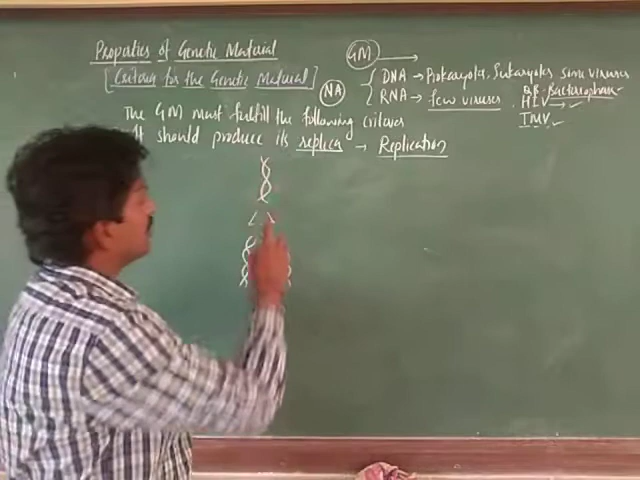 Properties of Genetic Material
[Criteria for the Genetic Material]
NA
GM →
DNA → Prokaryotes, Eukaryotes some viruses
RNA → few viruses
Bacteriophage
HIV → ✓
TMV ✓
The GM must fulfill the following criteria
It should produce its replica → Replication